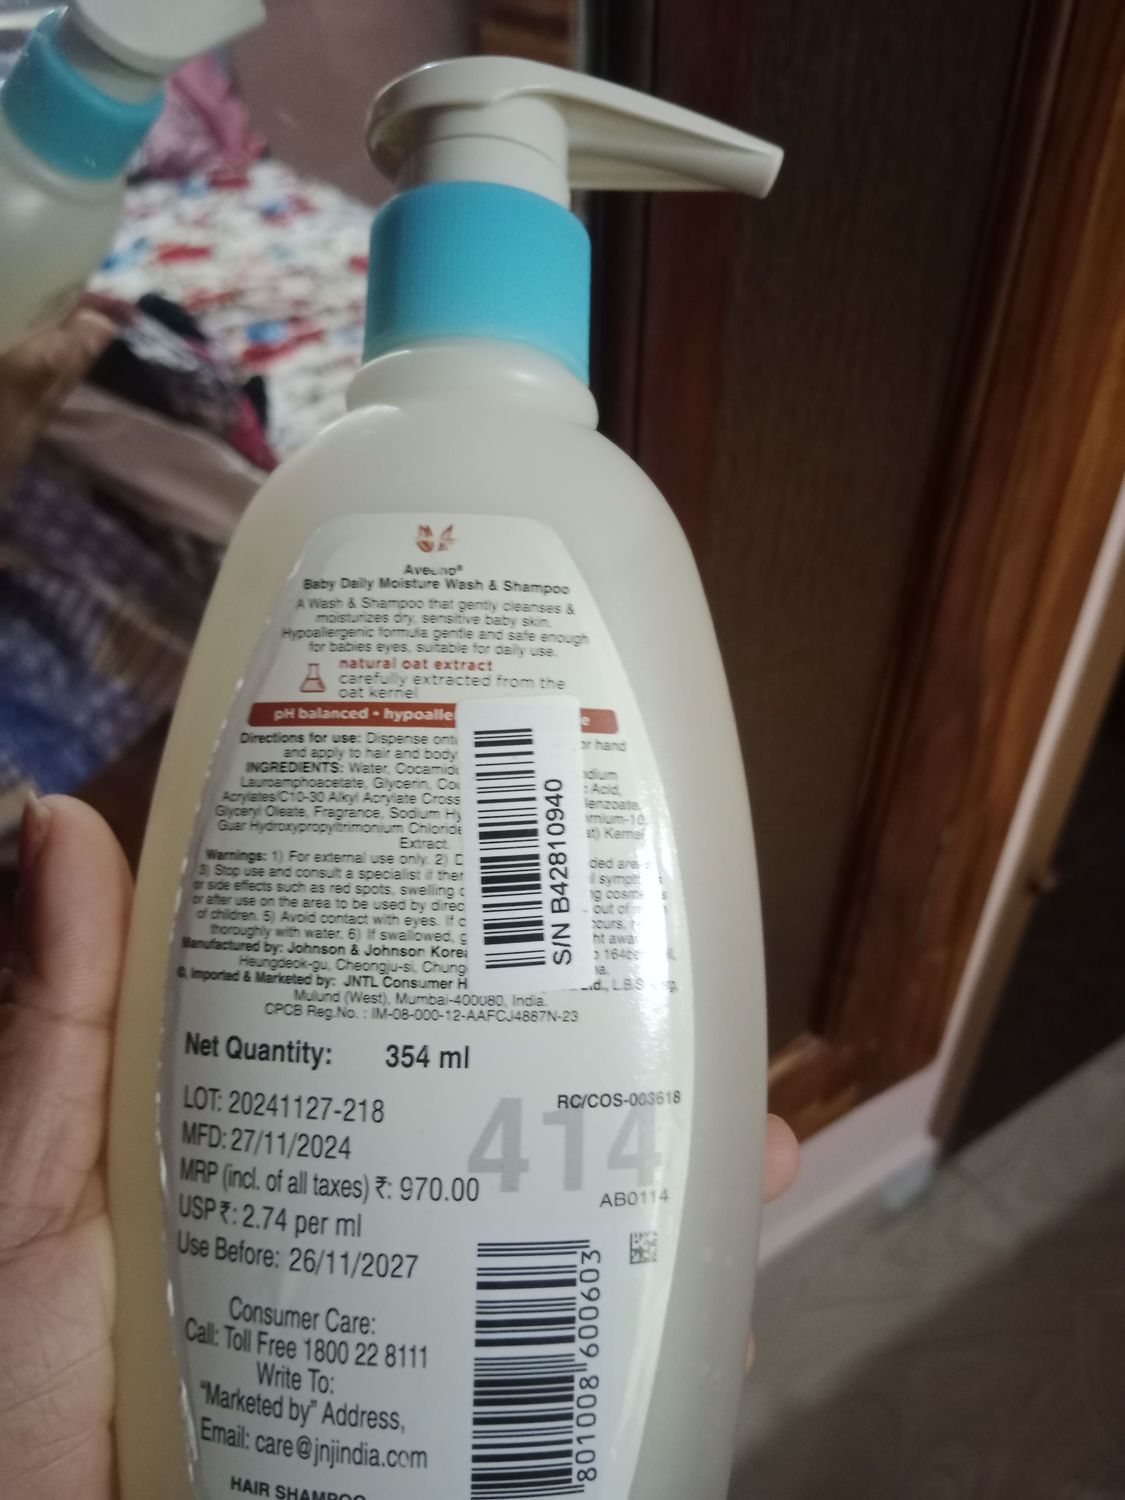 Aveeno®
Baby Daily Moisture Wash & Shampoo
A Wash & Shampoo that gently cleanses &
moisturizes dry, sensitive baby skin.
Hypoallergenic formula gentle and safe enough
for babies eyes, suitable for daily use.
natural oat extract
carefully extracted from the
oat kernel
pH balanced • hypoalle
Directions for use: Dispense or hand
and apply to hair and body
INGREDIENTS: Water,
Lauroamphoacetate, Glycerin, Acid,
Acrylates/C10-30 Alkyl Acrylate
Glyceryl Oleate, Fragrance, Sodium
Guar Hydroxypropyltrimonium Chloride Kernel
Extract.
Warnings: 1) For external use only. 2)
3) Stop use and consult a specialist if
or side effects such as red spots, swelling
or after use on the area to be used by out of
of children. 5) Avoid contact with eyes. If
thoroughly with water. 6) If swallowed,
Manufactured by: Johnson & Johnson
Heungdeok-gu, Cheongju-si,
Imported & Marketed by: JNTL Consumer L.B.S.
Mulund (West), Mumbai-400080, India.
CPCB Reg.No. : IM-08-000-12-AAFCJ4887N-23
S/N B42810940
Net Quantity: 354 ml
LOT: 20241127-218
RC/COS-003618
MFD: 27/11/2024
414
MRP (incl. of all taxes) ₹: 970.00
AB0114
USP ₹: 2.74 per ml
Use Before: 26/11/2027
Consumer Care:
Call: Toll Free 1800 22 8111
Write To:
"Marketed by" Address,
Email: care@jnjindia.com
801008 600603
HAIR SHAMPOO